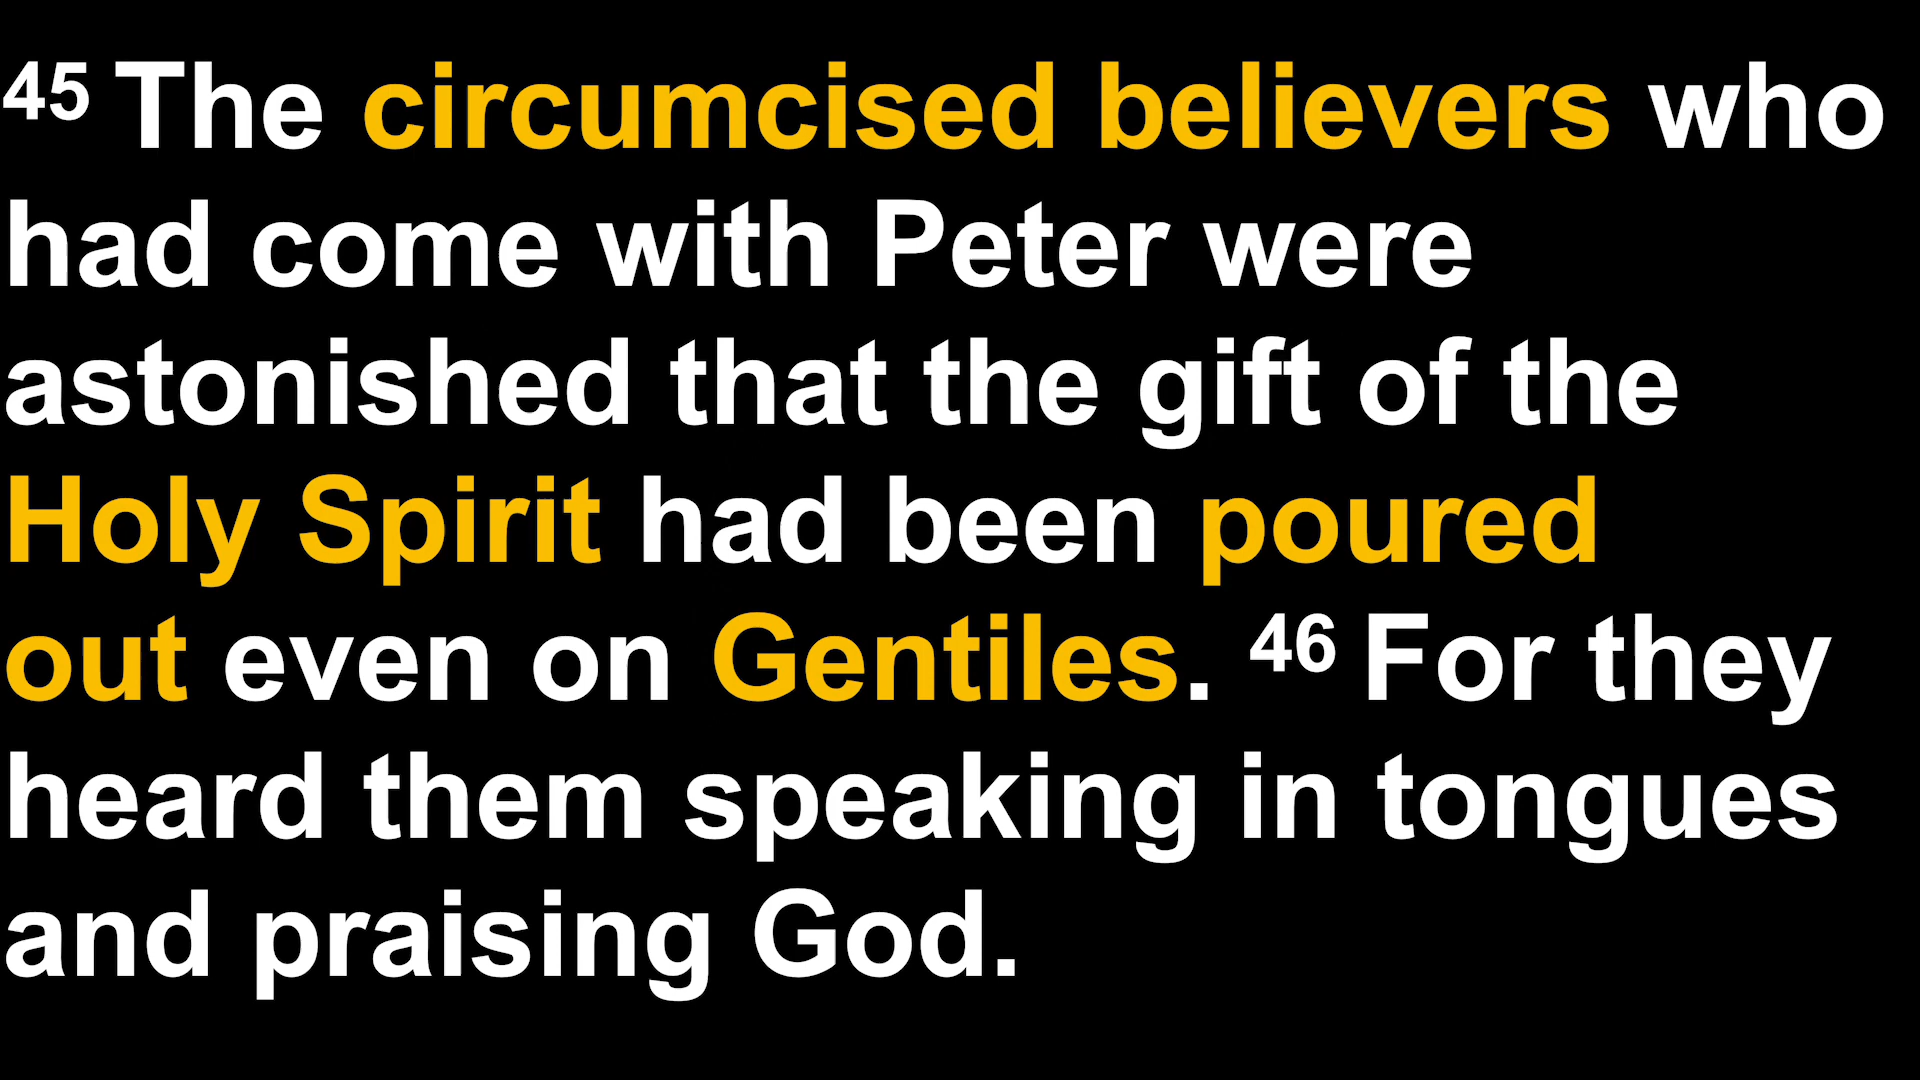 45 The circumcised believers who
had come with Peter were
astonished that the gift of the
Holy Spirit had been poured
out even on Gentiles. 46 For they
heard them speaking in tongues
and praising God.